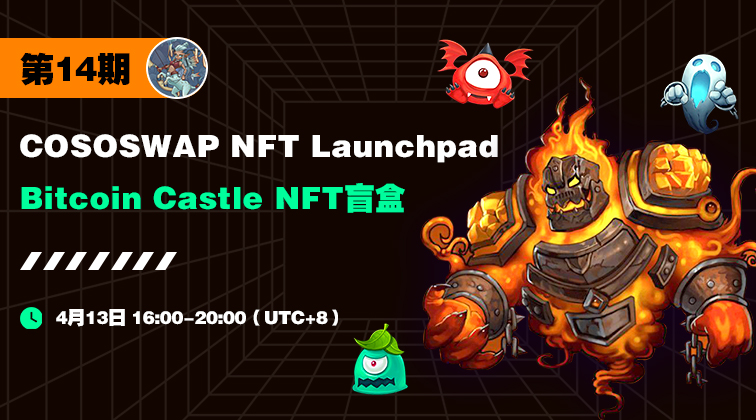 第14期
COSOSWAP NFT Launchpad
Bitcoin Castle NFT盲盒
4月13日 16:00-20:00（UTC+8）